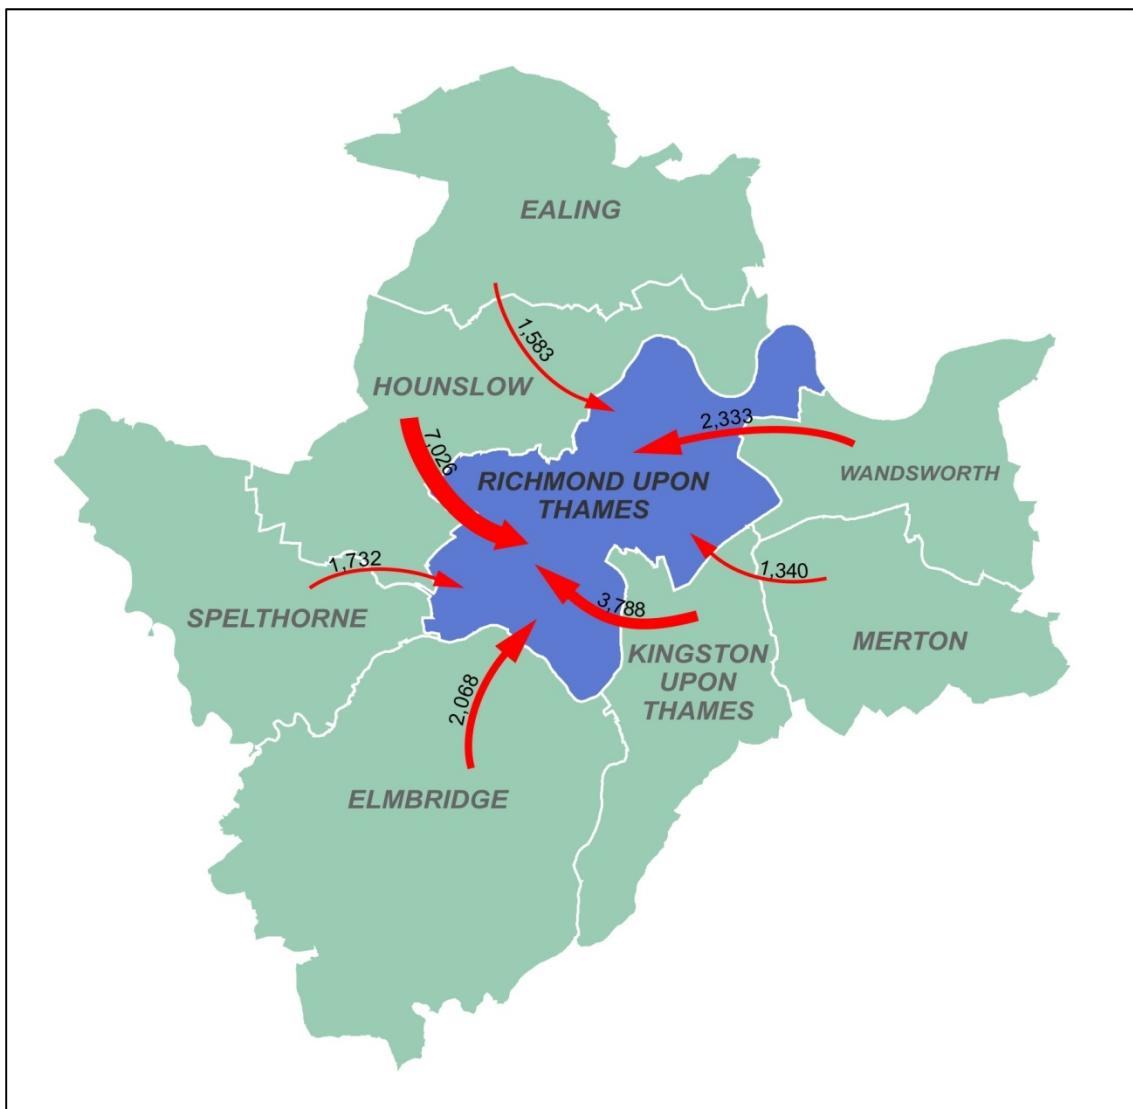 EALING
1,583
HOUNSLOW
7,026
2,333
RICHMOND UPON
THAMES
WANDSWORTH
1,732
SPELTHORNE
1,340
3,788
MERTON
KINGSTON
UPON
THAMES
2,068
ELMBRIDGE